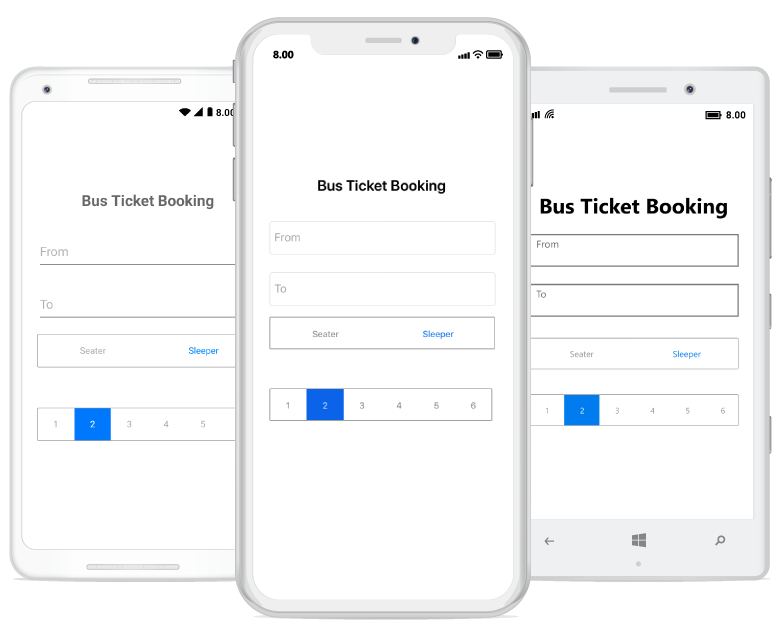 8.00
Bus Ticket Booking
From
To
Seater Sleeper
1 2 3 4 5
8.00
Bus Ticket Booking
From
To
Seater Sleeper
1 2 3 4 5 6
8.00
Bus Ticket Booking
From
To
Seater Sleeper
1 2 3 4 5 6